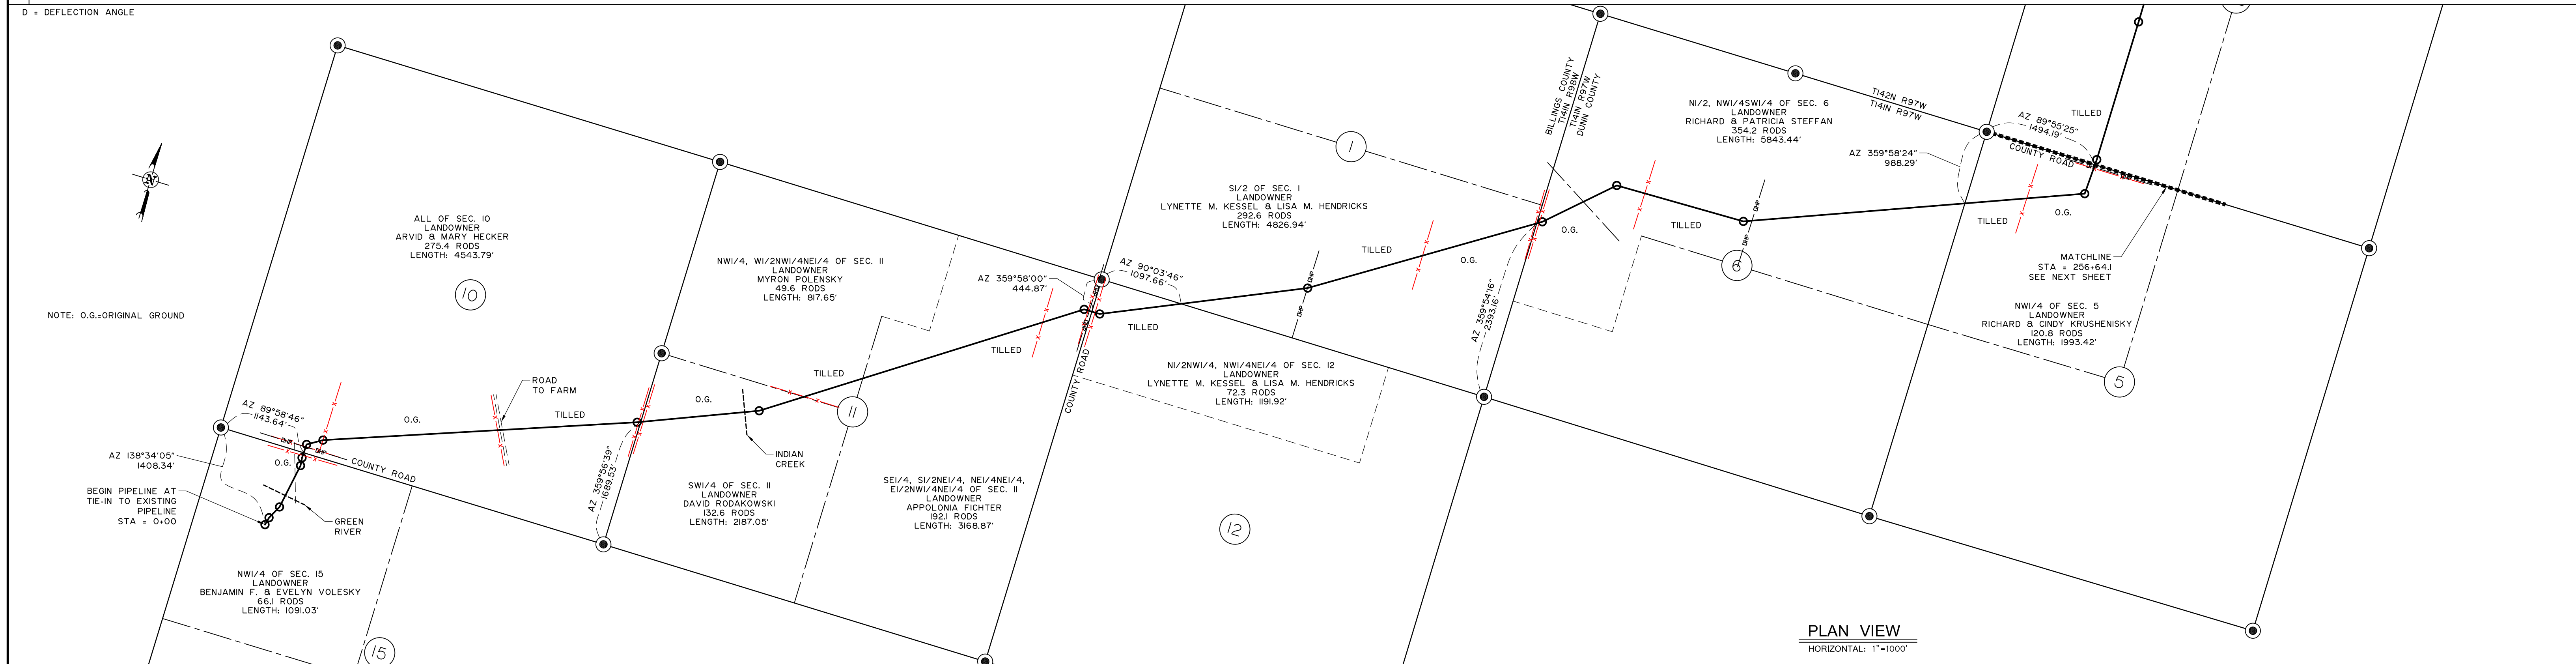 D = DEFLECTION ANGLE
NOTE: O.G.=ORIGINAL GROUND
N
ALL OF SEC. 10
LANDOWNER
ARVID & MARY HECKER
275.4 RODS
LENGTH: 4543.79'
10
ROAD
TO FARM
O.G.
TILLED
AZ 89°58'46"
1143.64'
AZ 138°34'05"
1408.34'
BEGIN PIPELINE AT
TIE-IN TO EXISTING
PIPELINE
STA = 0+00
OHP
OHP
O.G.
COUNTY ROAD
GREEN
RIVER
NW1/4 OF SEC. 15
LANDOWNER
BENJAMIN F. & EVELYN VOLESKY
66.1 RODS
LENGTH: 1091.03'
15
NW1/4, W1/2NW1/4NE1/4 OF SEC. 11
LANDOWNER
MYRON POLENSKY
49.6 RODS
LENGTH: 817.65'
O.G.
TILLED
11
INDIAN
CREEK
AZ 359°56'39"
1689.53'
SW1/4 OF SEC. 11
LANDOWNER
DAVID RODAKOWSKI
132.6 RODS
LENGTH: 2187.05'
SE1/4, S1/2NE1/4, NE1/4NE1/4,
E1/2NW1/4NE1/4 OF SEC. 11
LANDOWNER
APPOLONIA FICHTER
192.1 RODS
LENGTH: 3168.87'
AZ 359°58'00"
444.87'
TILLED
COUNTY ROAD
AZ 90°03'46"
1097.66'
TILLED
N1/2NW1/4, NW1/4NE1/4 OF SEC. 12
LANDOWNER
LYNETTE M. KESSEL & LISA M. HENDRICKS
72.3 RODS
LENGTH: 1191.92'
12
1
S1/2 OF SEC. 1
LANDOWNER
LYNETTE M. KESSEL & LISA M. HENDRICKS
292.6 RODS
LENGTH: 4826.94'
OHP
OHP
TILLED
O.G.
AZ 359°54'16"
2393.16'
BILLINGS COUNTY
T141N R98W
T141N R97W
DUNN COUNTY
O.G.
N1/2, NW1/4SW1/4 OF SEC. 6
LANDOWNER
RICHARD & PATRICIA STEFFAN
354.2 RODS
LENGTH: 5843.44'
TILLED
OHP
OHP
6
T142N R97W
T141N R97W
AZ 359°58'24"
988.29'
AZ 89°55'25"
1494.19'
COUNTY ROAD
TILLED
TILLED
O.G.
MATCHLINE
STA = 256+64.1
SEE NEXT SHEET
NW1/4 OF SEC. 5
LANDOWNER
RICHARD & CINDY KRUSHENISKY
120.8 RODS
LENGTH: 1993.42'
5
PLAN VIEW
HORIZONTAL: 1"=1000'